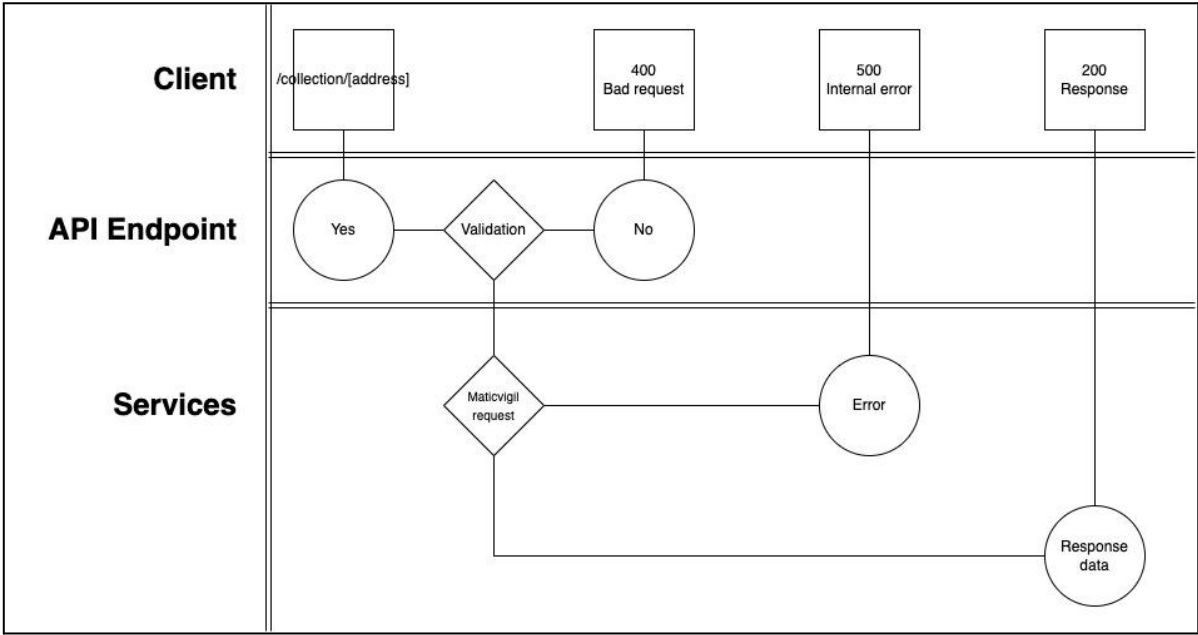 Client
/collection/[address]
400
Bad request
500
Internal error
200
Response
API Endpoint
Yes
Validation
No
Services
Maticvigil
request
Error
Response
data